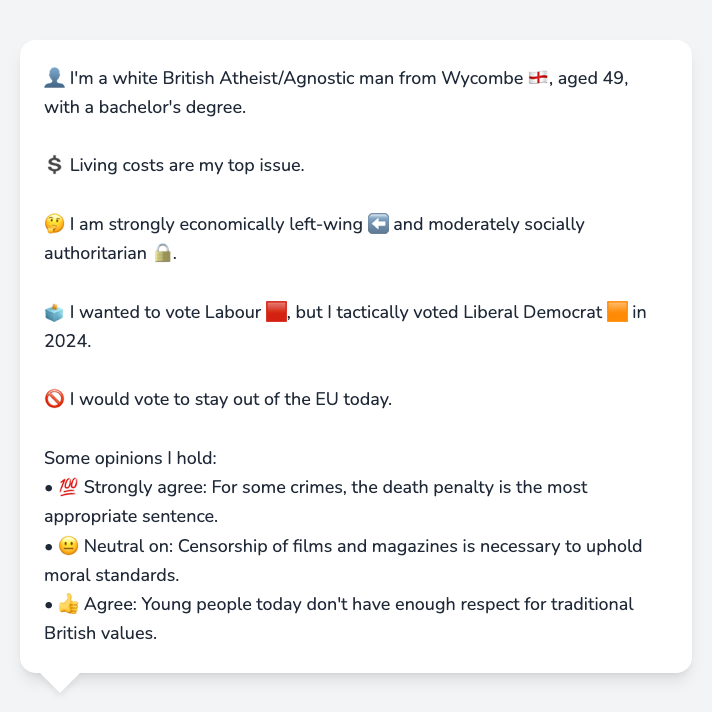 👤 I'm a white British Atheist/Agnostic man from Wycombe 🏴󠁧󠁢󠁥󠁮󠁧󠁿, aged 49,
with a bachelor's degree.
💲 Living costs are my top issue.
🤔 I am strongly economically left-wing ⬅️ and moderately socially
authoritarian 🔒.
🗳️ I wanted to vote Labour 🟥, but I tactically voted Liberal Democrat 🟧 in
2024.
🚫 I would vote to stay out of the EU today.
Some opinions I hold:
• 💯 Strongly agree: For some crimes, the death penalty is the most
appropriate sentence.
• 😐 Neutral on: Censorship of films and magazines is necessary to uphold
moral standards.
• 👍 Agree: Young people today don't have enough respect for traditional
British values.